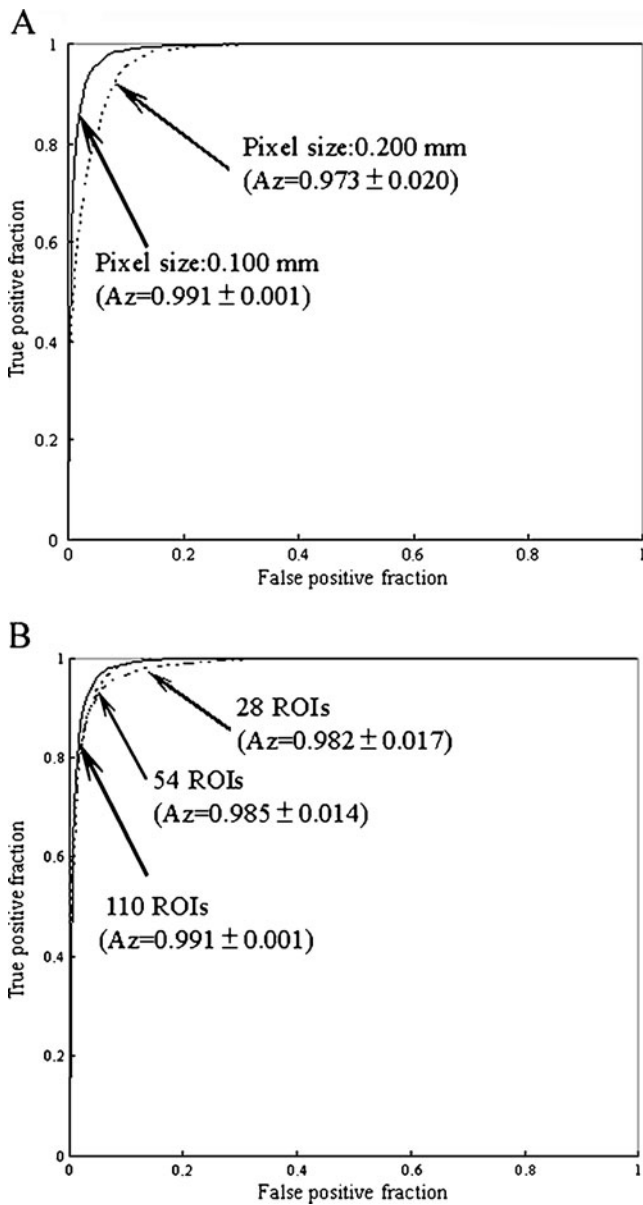 A
1
0.8
0.6
0.4
0.2
0
True positive fraction
Pixel size:0.200 mm
(Az=0.973 ± 0.020)
Pixel size:0.100 mm
(Az=0.991 ± 0.001)
0 0.2 0.4 0.6 0.8 1
False positive fraction
B
1
0.8
0.6
0.4
0.2
0
True positive fraction
28 ROIs
(Az=0.982 ± 0.017)
54 ROIs
(Az=0.985 ± 0.014)
110 ROIs
(Az=0.991 ± 0.001)
0 0.2 0.4 0.6 0.8 1
False positive fraction